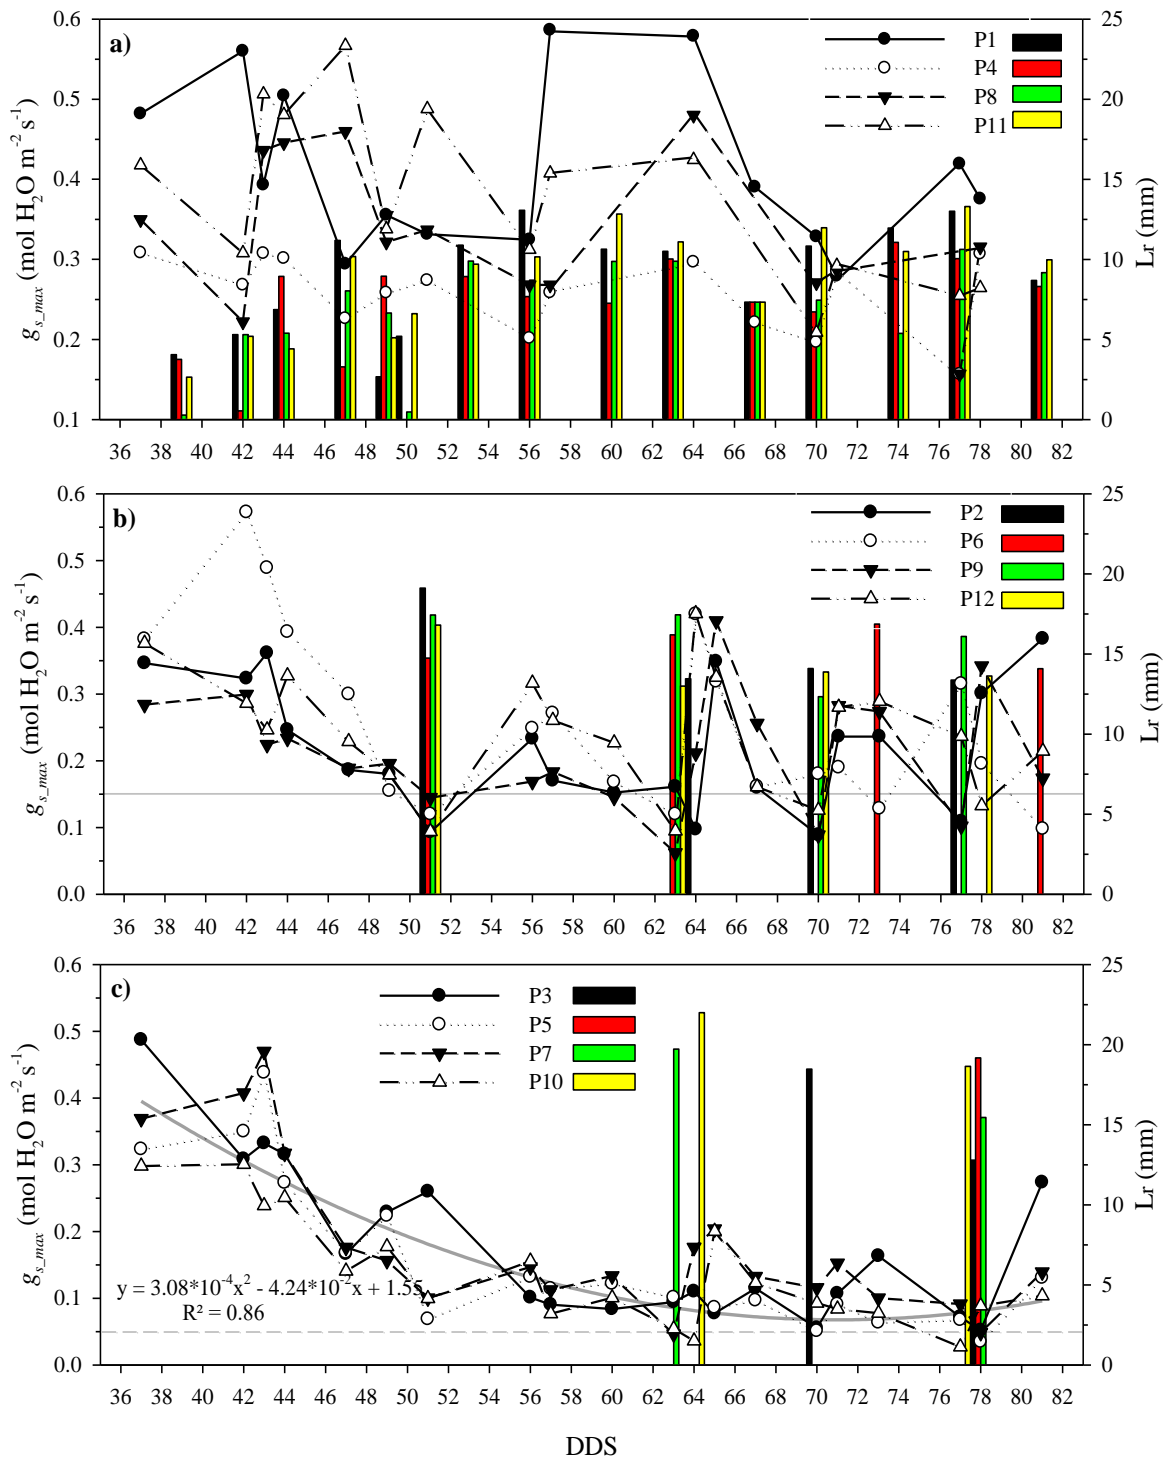 a)
0.6
0.5
0.4
0.3
0.2
0.1
g s_max (mol H2O m-2 s-1)
25
20
15
10
5
0
Lr (mm)
P1
P4
P8
P11
36 38 40 42 44 46 48 50 52 54 56 58 60 62 64 66 68 70 72 74 76 78 80 82
b)
0.6
0.5
0.4
0.3
0.2
0.1
0.0
g s_max (mol H2O m-2 s-1)
25
20
15
10
5
0
Lr (mm)
P2
P6
P9
P12
36 38 40 42 44 46 48 50 52 54 56 58 60 62 64 66 68 70 72 74 76 78 80 82
c)
0.6
0.5
0.4
0.3
0.2
0.1
0.0
g s_max (mol H2O m-2 s-1)
25
20
15
10
5
0
Lr (mm)
P3
P5
P7
P10
y = 3.08*10-4x2 - 4.24*10-2x + 1.55
R2 = 0.86
36 38 40 42 44 46 48 50 52 54 56 58 60 62 64 66 68 70 72 74 76 78 80 82
DDS